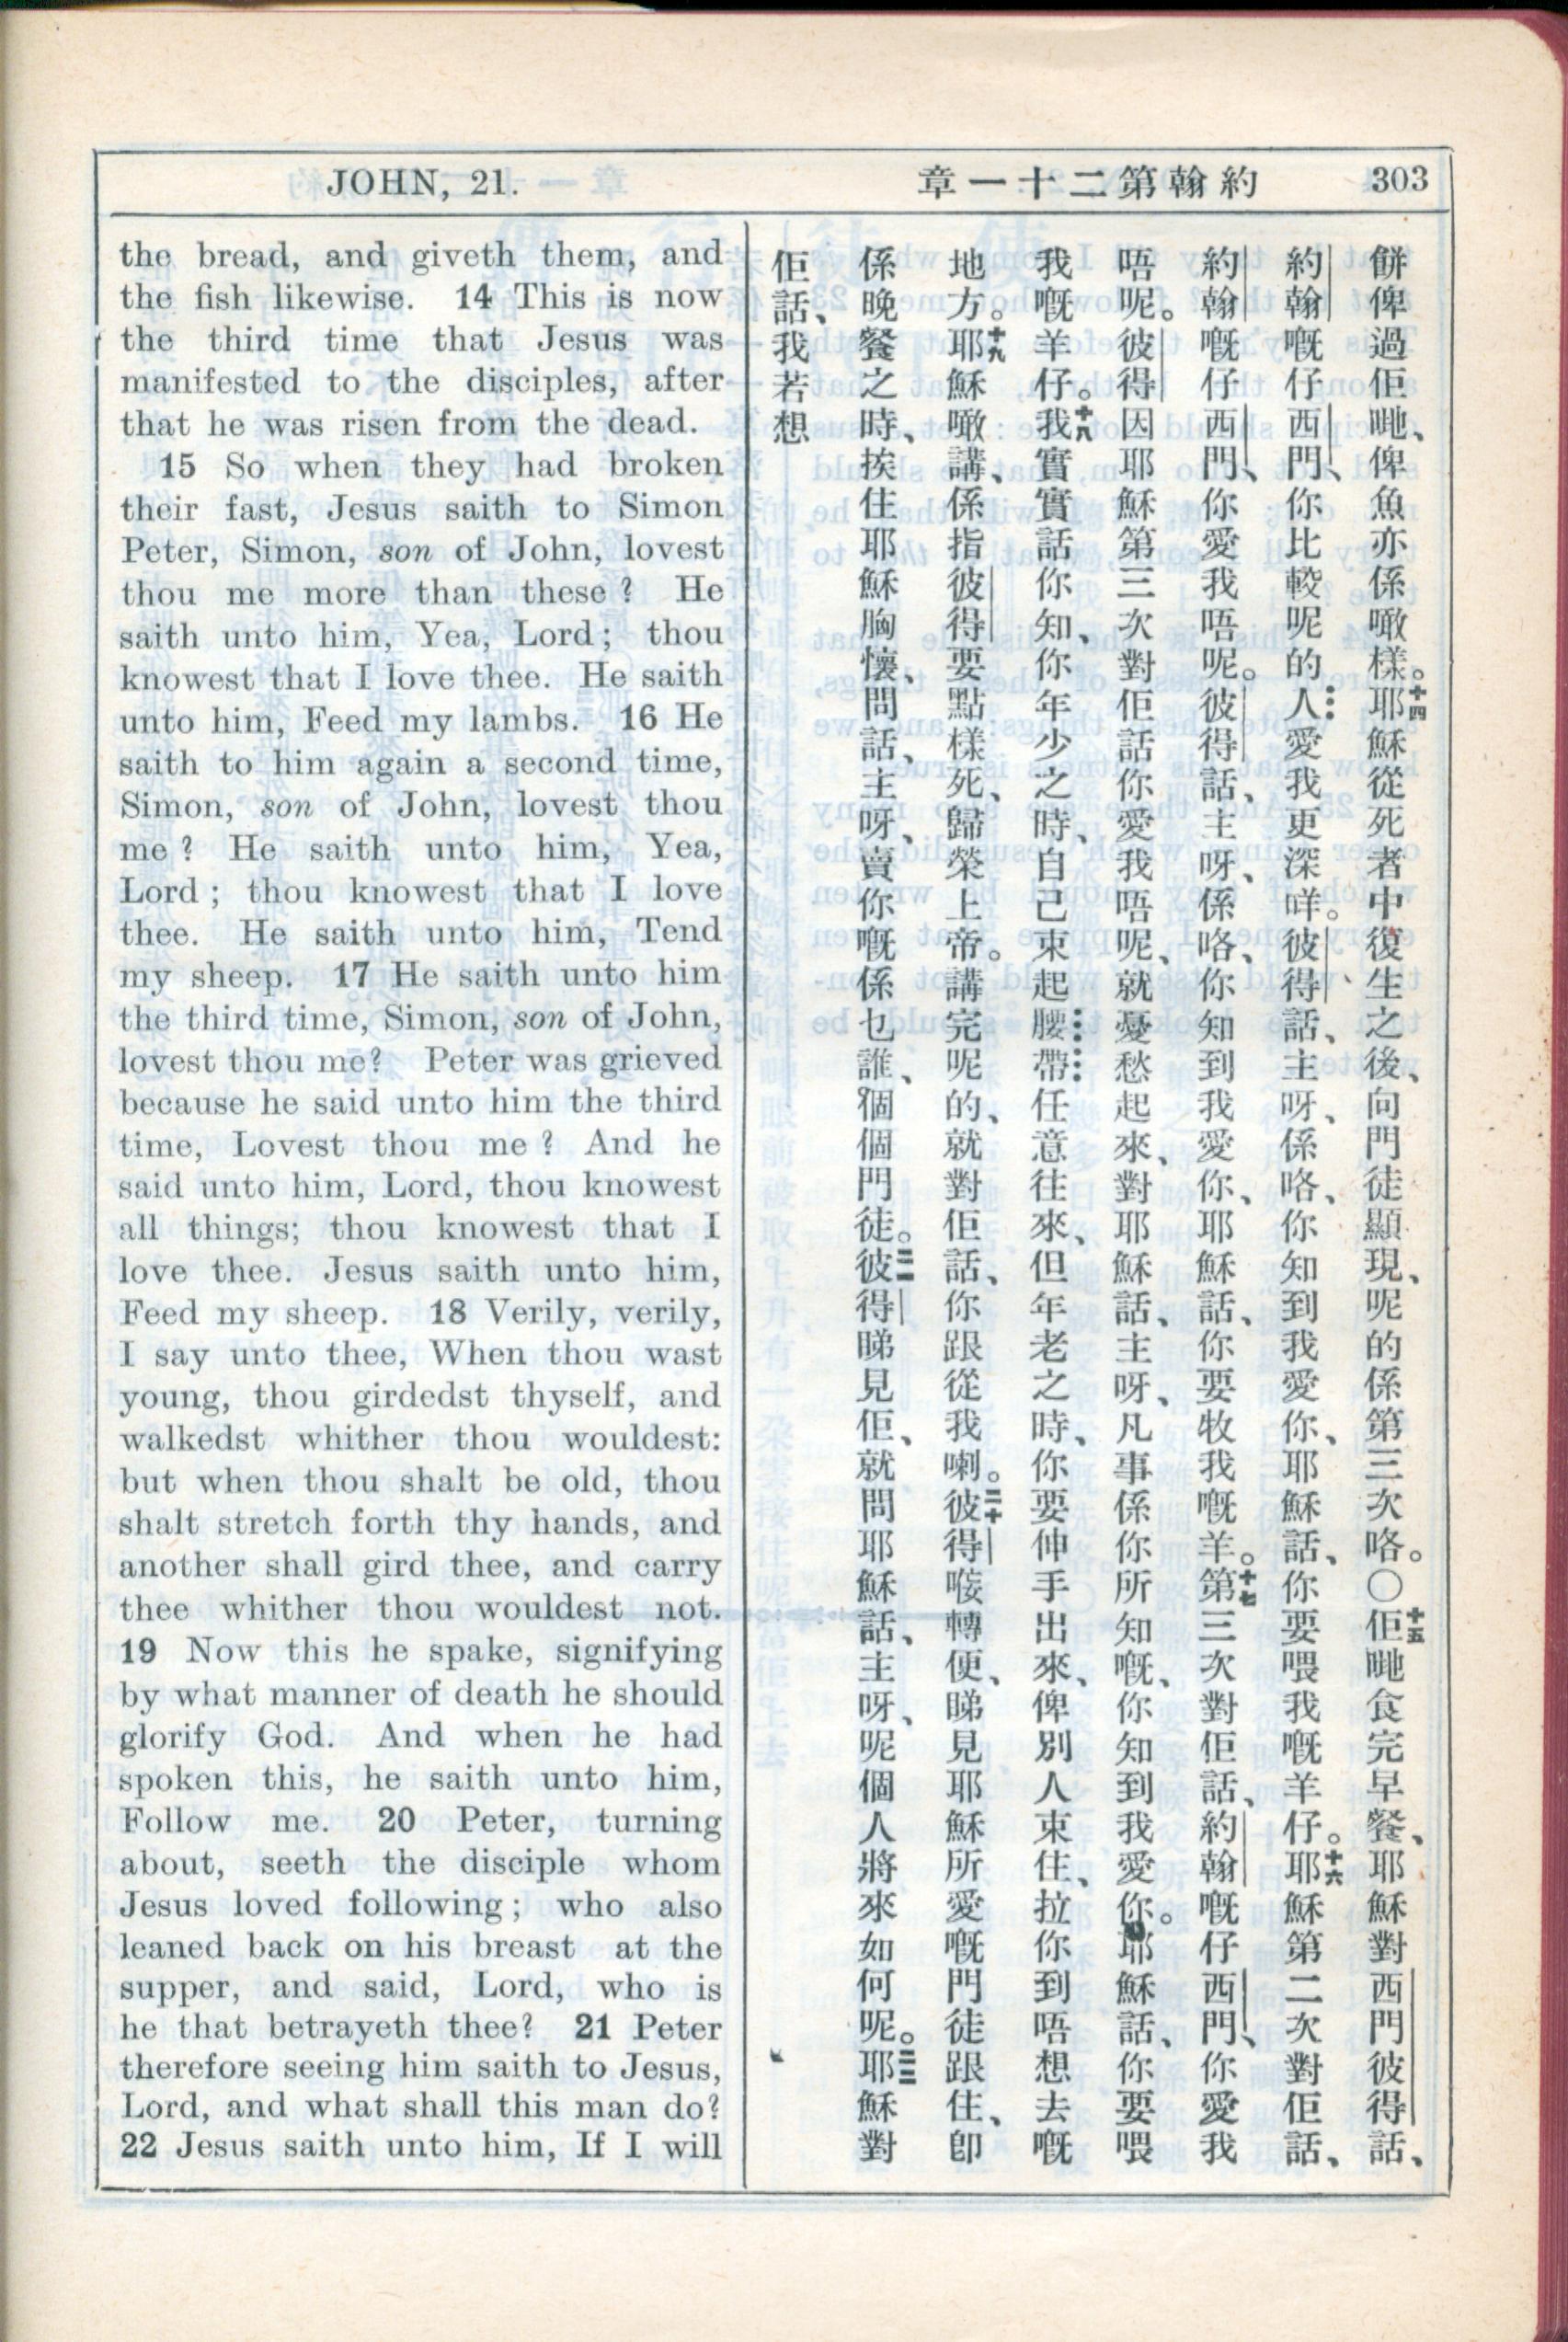 JOHN, 21.
約翰第二十一章
303
the bread, and giveth them, and
the fish likewise. 14 This is now
the third time that Jesus was
manifested to the disciples, after
that he was risen from the dead.
15 So when they had broken
their fast, Jesus saith to Simon
Peter, Simon, son of John, lovest
thou me more than these? He
saith unto him, Yea, Lord; thou
knowest that I love thee. He saith
unto him, Feed my lambs. 16 He
saith to him again a second time,
Simon, son of John, lovest thou
me? He saith unto him, Yea,
Lord; thou knowest that I love
thee. He saith unto him, Tend
my sheep. 17 He saith unto him
the third time, Simon, son of John,
lovest thou me? Peter was grieved
because he said unto him the third
time, Lovest thou me? And he
said unto him, Lord, thou knowest
all things; thou knowest that I
love thee. Jesus saith unto him,
Feed my sheep. 18 Verily, verily,
I say unto thee, When thou wast
young, thou girdedst thyself, and
walkedst whither thou wouldest:
but when thou shalt be old, thou
shalt stretch forth thy hands, and
another shall gird thee, and carry
thee whither thou wouldest not.
19 Now this he spake, signifying
by what manner of death he should
glorify God. And when he had
spoken this, he saith unto him,
Follow me. 20 Peter, turning
about, seeth the disciple whom
Jesus loved following; who also
leaned back on his breast at the
supper, and said, Lord, who is
he that betrayeth thee? 21 Peter
therefore seeing him saith to Jesus,
Lord, and what shall this man do?
22 Jesus saith unto him, If I will
餅俾過佢哋、俾魚亦係噉樣。十四耶穌從死者中復生之後、向門徒顯現、呢的係第三次咯。〇十五佢哋食完早餐、耶穌對西門彼得話、
約翰嘅仔西門、你比較呢的人愛我更深咩。彼得話、主呀、係咯、你知到我愛你、耶穌話、你要喂我嘅羊仔。十六耶穌第二次對佢話、
約翰嘅仔西門、你愛我唔呢。彼得話、主呀、係咯、你知到我愛你、耶穌話、你要牧我嘅羊。十七第三次對佢話、約翰嘅仔西門、你愛我
唔呢。彼得因耶穌第三次對佢話你愛我唔呢、就憂愁起來、對耶穌話、主呀、凡事係你所知嘅、你知到我愛你。耶穌話、你要喂
我嘅羊仔。十八我實實話你知、你年少之時、自己束起腰帶任意往來、但年老之時、你要伸手出來、俾別人束住、拉你到唔想去嘅
地方。十九耶穌噉講、係指彼得要點樣死、歸榮上帝。講完呢的、就對佢話、你跟從我喇。二十彼得𠹌轉便、睇見耶穌所愛嘅門徒跟住、卽
係晚餐之時、挨住耶穌胸懷、問話、主呀、賣你嘅係乜誰、個個門徒。二一彼得睇見佢、就問耶穌話、主呀、呢個人將來如何呢。二二耶穌對
佢話、我若想